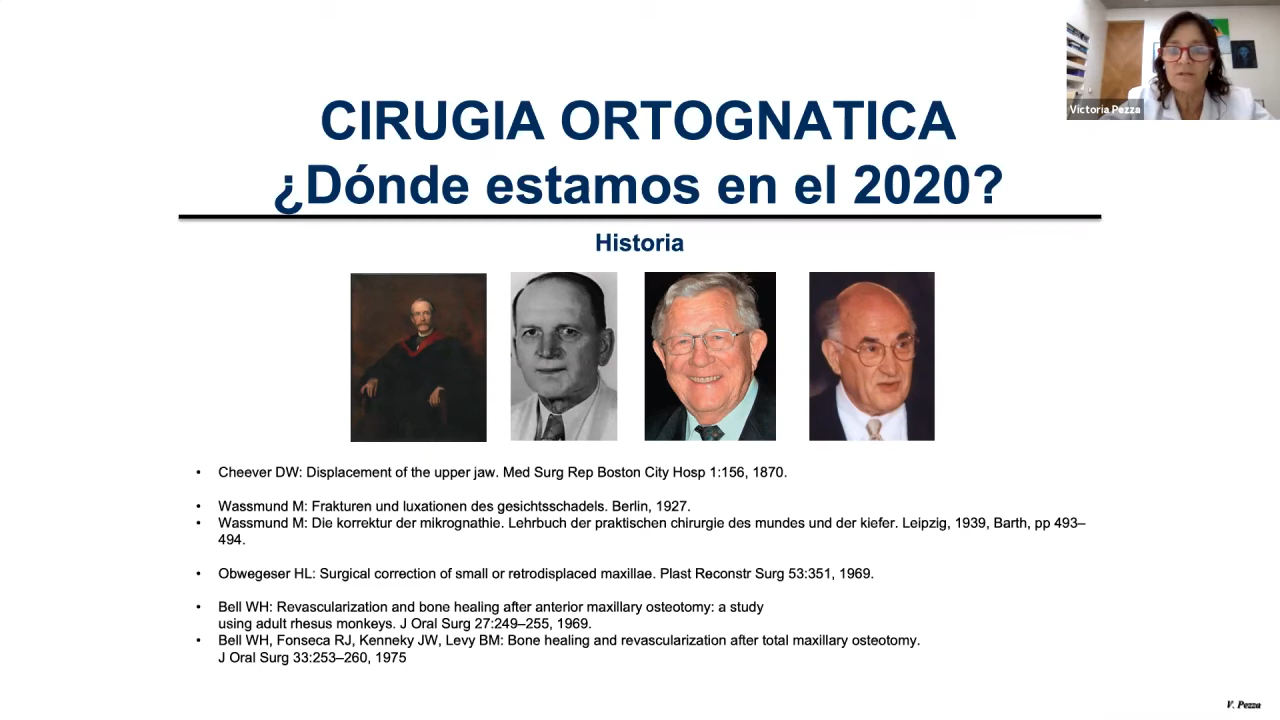 Victoria Pezza
CIRUGIA ORTOGNATICA
¿Dónde estamos en el 2020?
Historia
• Cheever DW: Displacement of the upper jaw. Med Surg Rep Boston City Hosp 1:156, 1870.
• Wassmund M: Frakturen und luxationen des gesichtsschadels. Berlin, 1927.
• Wassmund M: Die korrektur der mikrognathie. Lehrbuch der praktischen chirurgie des mundes und der kiefer. Leipzig, 1939, Barth, pp 493–
494.
• Obwegeser HL: Surgical correction of small or retrodisplaced maxillae. Plast Reconstr Surg 53:351, 1969.
• Bell WH: Revascularization and bone healing after anterior maxillary osteotomy: a study
using adult rhesus monkeys. J Oral Surg 27:249–255, 1969.
• Bell WH, Fonseca RJ, Kenneky JW, Levy BM: Bone healing and revascularization after total maxillary osteotomy.
J Oral Surg 33:253–260, 1975
V. Pezza